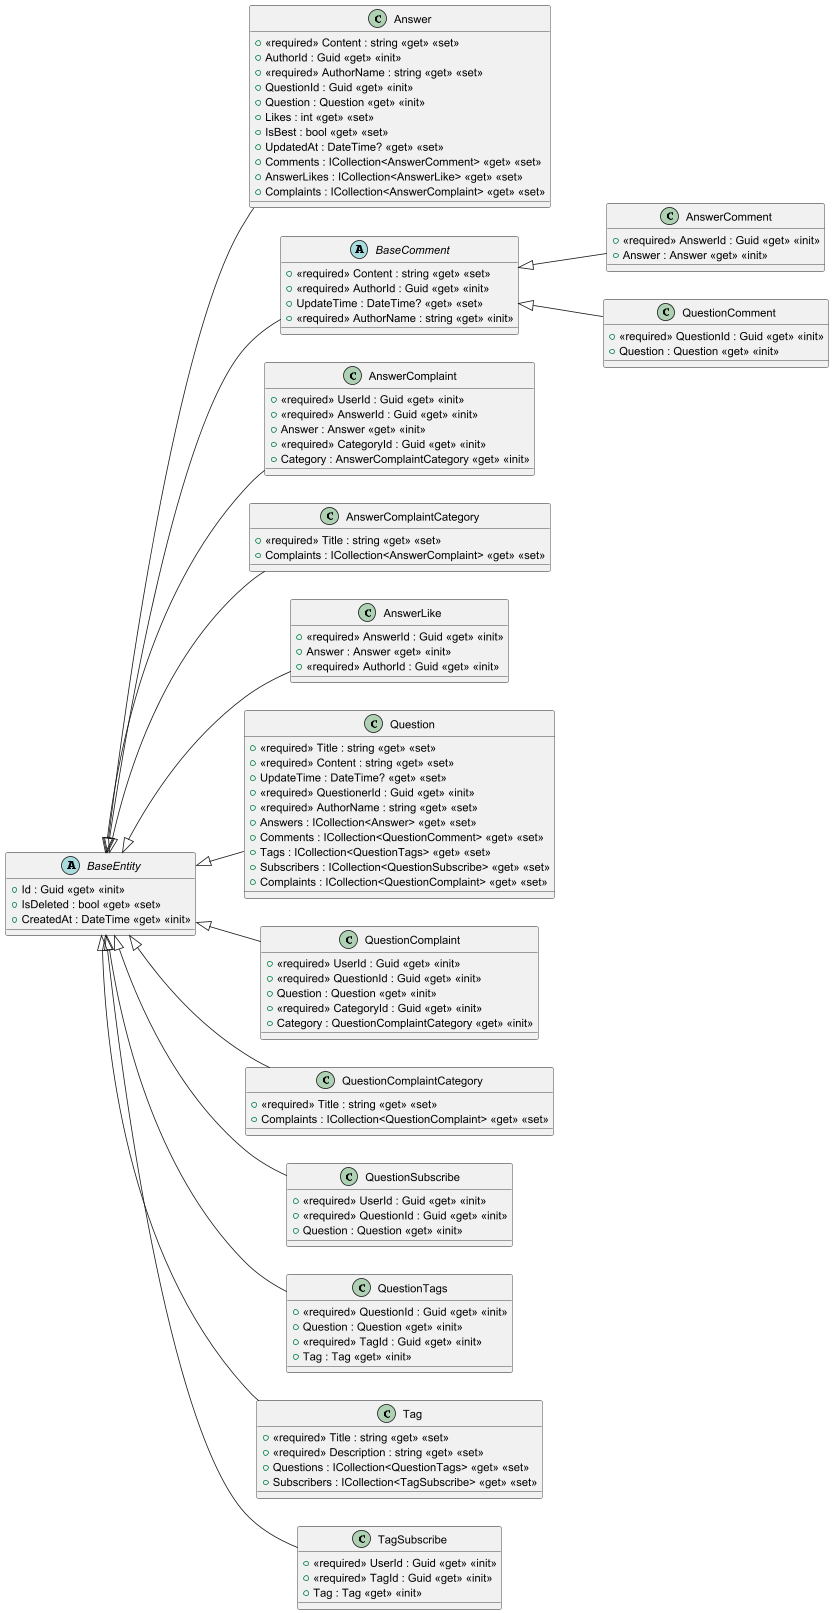 C Answer
«required» Content : string «get» «set»
AuthorId : Guid «get» «init»
«required» AuthorName : string «get» «set»
QuestionId : Guid «get» «init»
Question : Question «get» «init»
Likes : int «get» «set»
IsBest : bool «get» «set»
UpdatedAt : DateTime? «get» «set»
Comments : ICollection<AnswerComment> «get» «set»
AnswerLikes : ICollection<AnswerLike> «get» «set»
Complaints : ICollection<AnswerComplaint> «get» «set»
A BaseComment
«required» Content : string «get» «set»
«required» AuthorId : Guid «get» «init»
UpdateTime : DateTime? «get» «set»
«required» AuthorName : string «get» «init»
C AnswerComment
«required» AnswerId : Guid «get» «init»
Answer : Answer «get» «init»
C QuestionComment
«required» QuestionId : Guid «get» «init»
Question : Question «get» «init»
C AnswerComplaint
«required» UserId : Guid «get» «init»
«required» AnswerId : Guid «get» «init»
Answer : Answer «get» «init»
«required» CategoryId : Guid «get» «init»
Category : AnswerComplaintCategory «get» «init»
C AnswerComplaintCategory
«required» Title : string «get» «set»
Complaints : ICollection<AnswerComplaint> «get» «set»
C AnswerLike
«required» AnswerId : Guid «get» «init»
Answer : Answer «get» «init»
«required» AuthorId : Guid «get» «init»
C Question
«required» Title : string «get» «set»
«required» Content : string «get» «set»
UpdateTime : DateTime? «get» «set»
«required» QuestionerId : Guid «get» «init»
«required» AuthorName : string «get» «set»
Answers : ICollection<Answer> «get» «set»
Comments : ICollection<QuestionComment> «get» «set»
Tags : ICollection<QuestionTags> «get» «set»
Subscribers : ICollection<QuestionSubscribe> «get» «set»
Complaints : ICollection<QuestionComplaint> «get» «set»
A BaseEntity
Id : Guid «get» «init»
IsDeleted : bool «get» «set»
CreatedAt : DateTime «get» «init»
C QuestionComplaint
«required» UserId : Guid «get» «init»
«required» QuestionId : Guid «get» «init»
Question : Question «get» «init»
«required» CategoryId : Guid «get» «init»
Category : QuestionComplaintCategory «get» «init»
C QuestionComplaintCategory
«required» Title : string «get» «set»
Complaints : ICollection<QuestionComplaint> «get» «set»
C QuestionSubscribe
«required» UserId : Guid «get» «init»
«required» QuestionId : Guid «get» «init»
Question : Question «get» «init»
C QuestionTags
«required» QuestionId : Guid «get» «init»
Question : Question «get» «init»
«required» TagId : Guid «get» «init»
Tag : Tag «get» «init»
C Tag
«required» Title : string «get» «set»
«required» Description : string «get» «set»
Questions : ICollection<QuestionTags> «get» «set»
Subscribers : ICollection<TagSubscribe> «get» «set»
C TagSubscribe
«required» UserId : Guid «get» «init»
«required» TagId : Guid «get» «init»
Tag : Tag «get» «init»